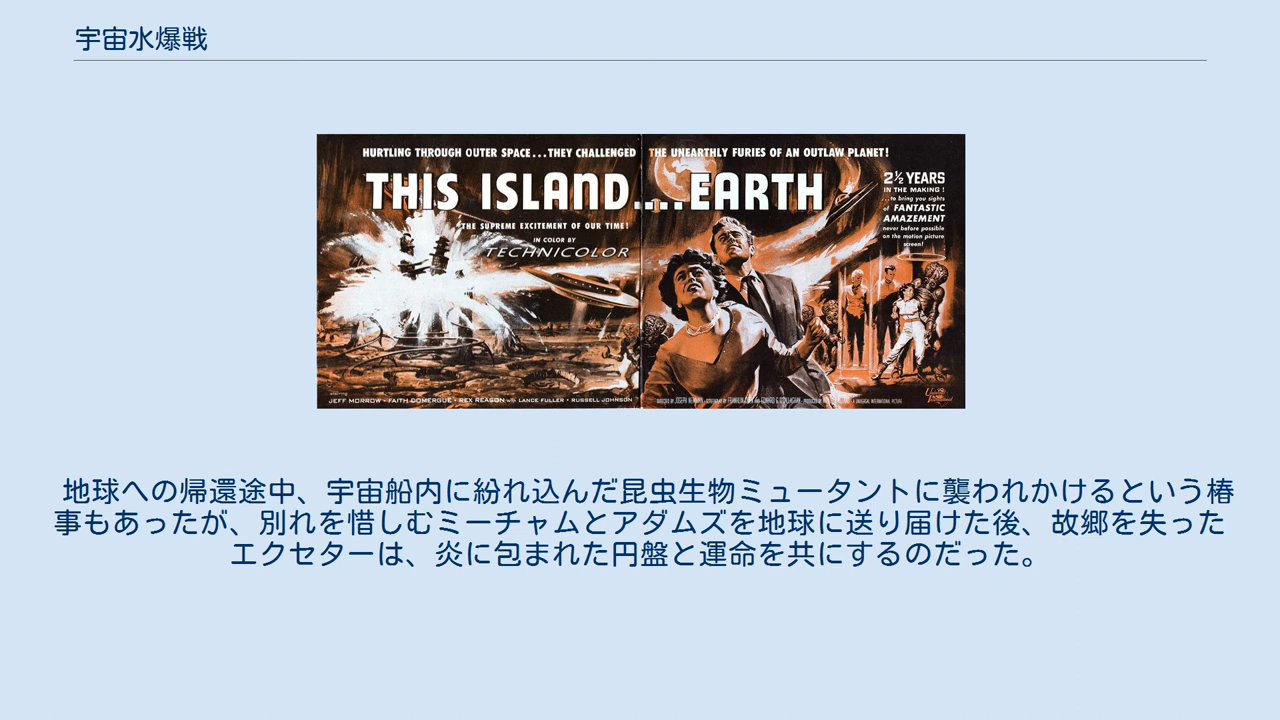 宇宙水爆戦
HURTLING THROUGH OUTER SPACE...THEY CHALLENGED THE UNEARTHLY FURIES OF AN OUTLAW PLANET!
THIS ISLAND....EARTH
THE SUPREME EXCITEMENT OF OUR TIME!
IN COLOR BY
TECHNICOLOR
2½ YEARS
IN THE MAKING!
...to bring you sights
of FANTASTIC
AMAZEMENT
never before possible
on the motion picture
screen!
JEFF MORROW • FAITH DOMERGUE • REX REASON with LANCE FULLER • RUSSELL JOHNSON
DIRECTED BY JOSEPH NEWMAN
A UNIVERSAL INTERNATIONAL PICTURE
地球への帰還途中、宇宙船内に紛れ込んだ昆虫生物ミュータントに襲われかけるという椿
事もあったが、別れを惜しむミーチャムとアダムズを地球に送り届けた後、故郷を失った
エクセターは、炎に包まれた円盤と運命を共にするのだった。